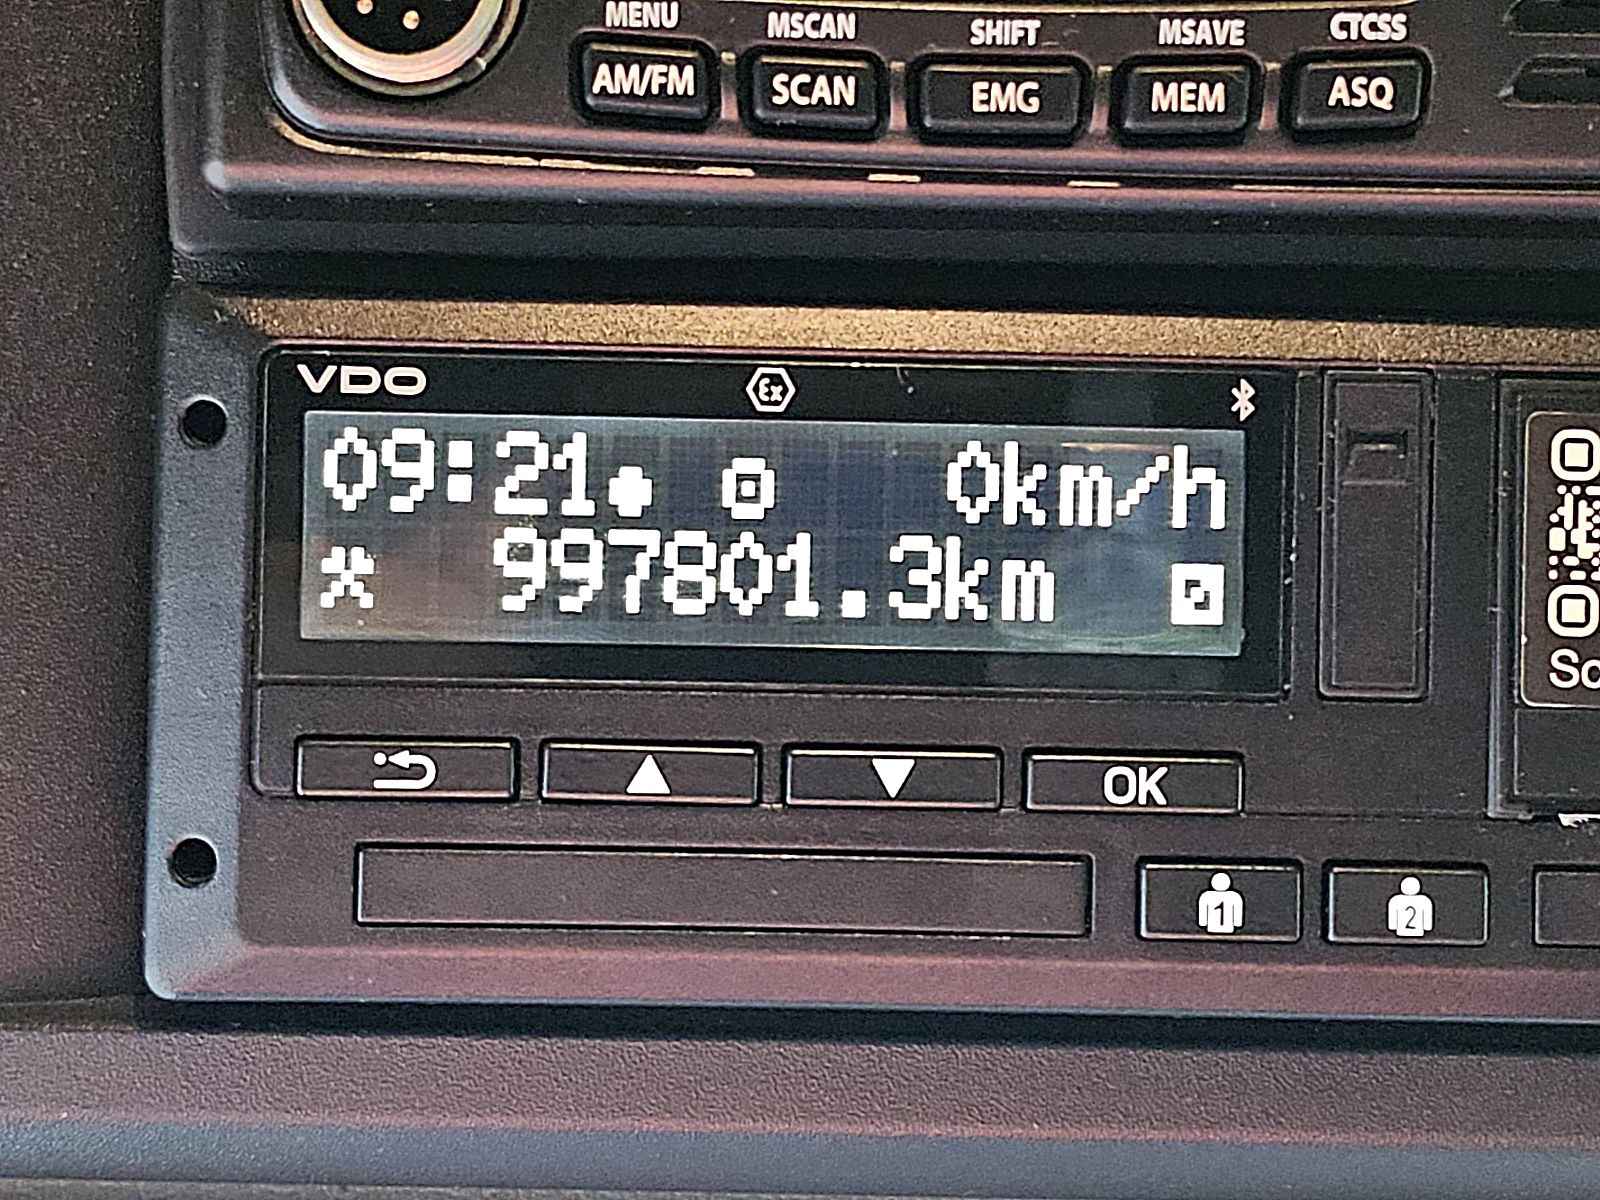 MENU MSCAN SHIFT MSAVE CTCSS
AM/FM SCAN EMG MEM ASQ
VDO Ex
09:21 0km/h
997801.3km
OK
1 2